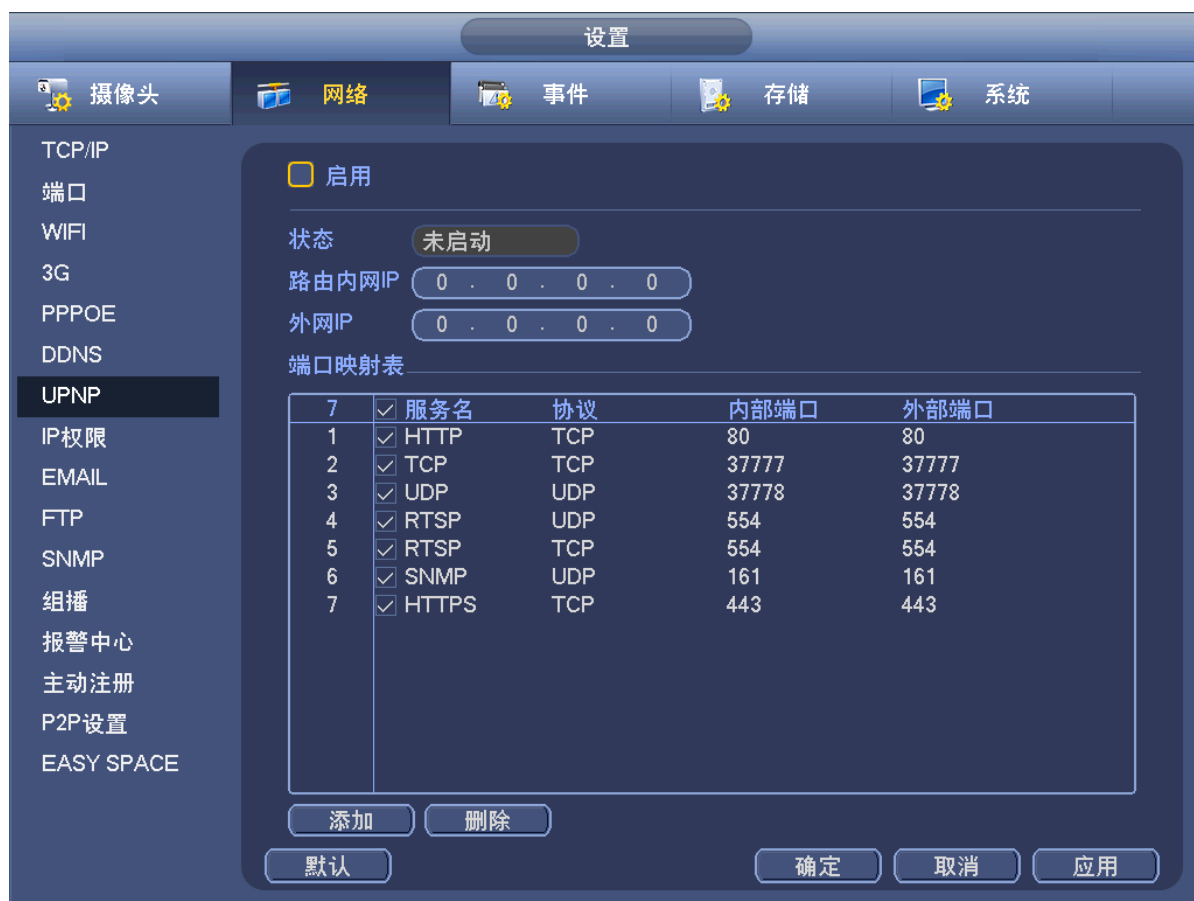 设置
摄像头 网络 事件 存储 系统
TCP/IP
端口
WIFI
3G
PPPOE
DDNS
UPNP
IP权限
EMAIL
FTP
SNMP
组播
报警中心
主动注册
P2P设置
EASY SPACE
启用
状态 未启动
路由内网IP 0 . 0 . 0 . 0
外网IP 0 . 0 . 0 . 0
端口映射表
7 服务名 协议 内部端口 外部端口
1 HTTP TCP 80 80
2 TCP TCP 37777 37777
3 UDP UDP 37778 37778
4 RTSP UDP 554 554
5 RTSP TCP 554 554
6 SNMP UDP 161 161
7 HTTPS TCP 443 443
添加 删除
默认 确定 取消 应用